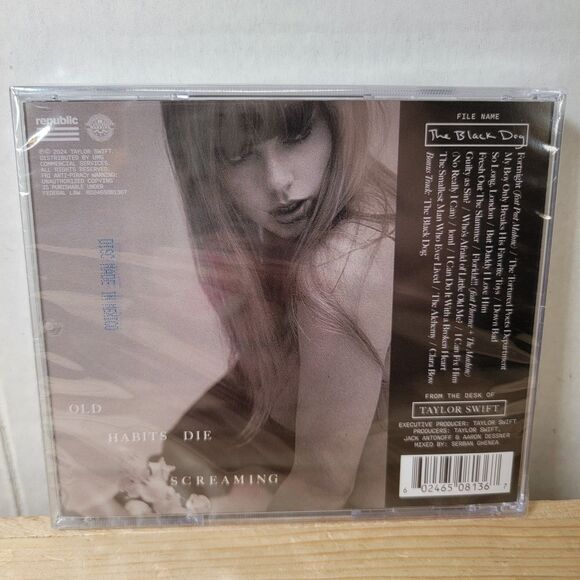 republic
℗© 2024 TAYLOR SWIFT.
DISTRIBUTED BY UMG
COMMERCIAL SERVICES.
FBI ANTI-PIRACY WARNING:
UNAUTHORIZED COPYING
IS PUNISHABLE UNDER
FEDERAL LAW.
DISC MADE IN MEXICO
OLD
HABITS DIE
SCREAMING
FILE NAME
The Black Dog
Fortnight (feat. Post Malone) / The Tortured Poets Department
My Boy Only Breaks His Favorite Toys / Down Bad
So Long, London / But Daddy I Love Him
Fresh Out The Slammer / Florida!!! (feat. Florence + The Machine)
Guilty as Sin? / Who's Afraid of Little Old Me? / I Can Fix Him
(No Really I Can) / loml / I Can Do It With a Broken Heart
The Smallest Man Who Ever Lived / The Alchemy / Clara Bow
Bonus Track: The Black Dog
FROM THE DESK OF
TAYLOR SWIFT
EXECUTIVE PRODUCER: TAYLOR SWIFT
PRODUCERS: TAYLOR SWIFT,
JACK ANTONOFF & AARON DESSNER
MIXED BY: SERBAN GHENEA
6 02465 08136 7